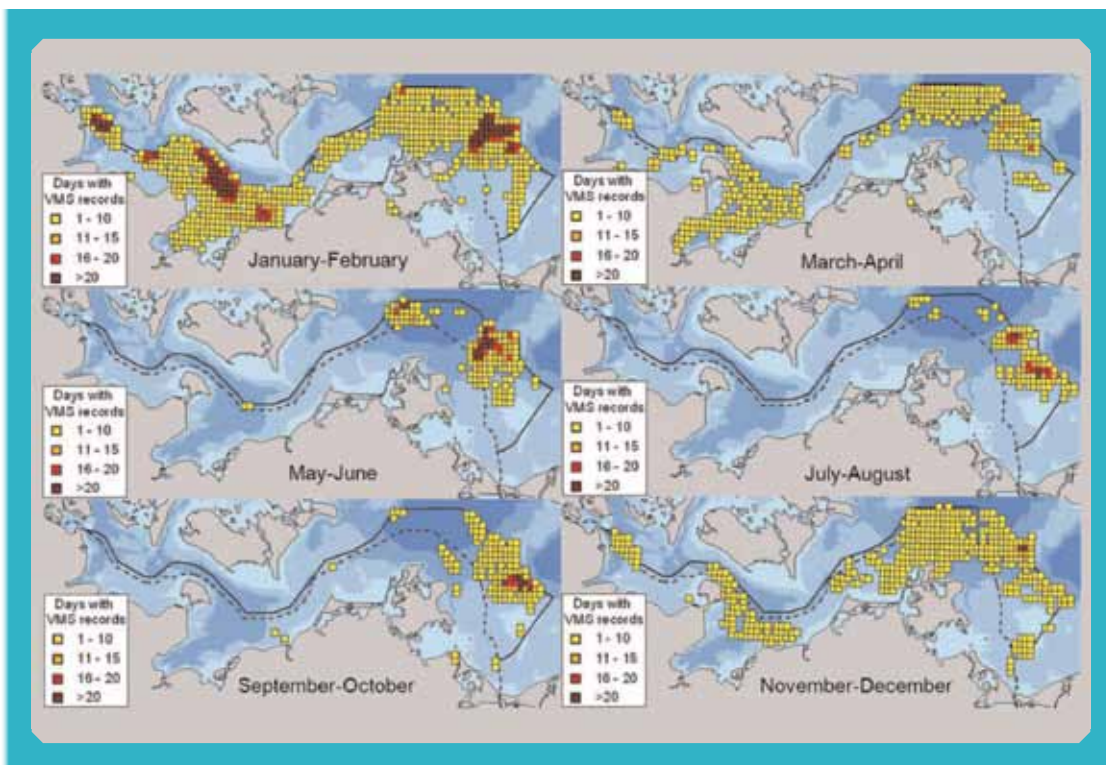 Days with
VMS records
1 - 10
11 - 15
16 - 20
>20
January-February
Days with
VMS records
1 - 10
11 - 15
16 - 20
>20
March-April
Days with
VMS records
1 - 10
11 - 15
16 - 20
>20
May-June
Days with
VMS records
1 - 10
11 - 15
16 - 20
>20
July-August
Days with
VMS records
1 - 10
11 - 15
16 - 20
>20
September-October
Days with
VMS records
1 - 10
11 - 15
16 - 20
>20
November-December